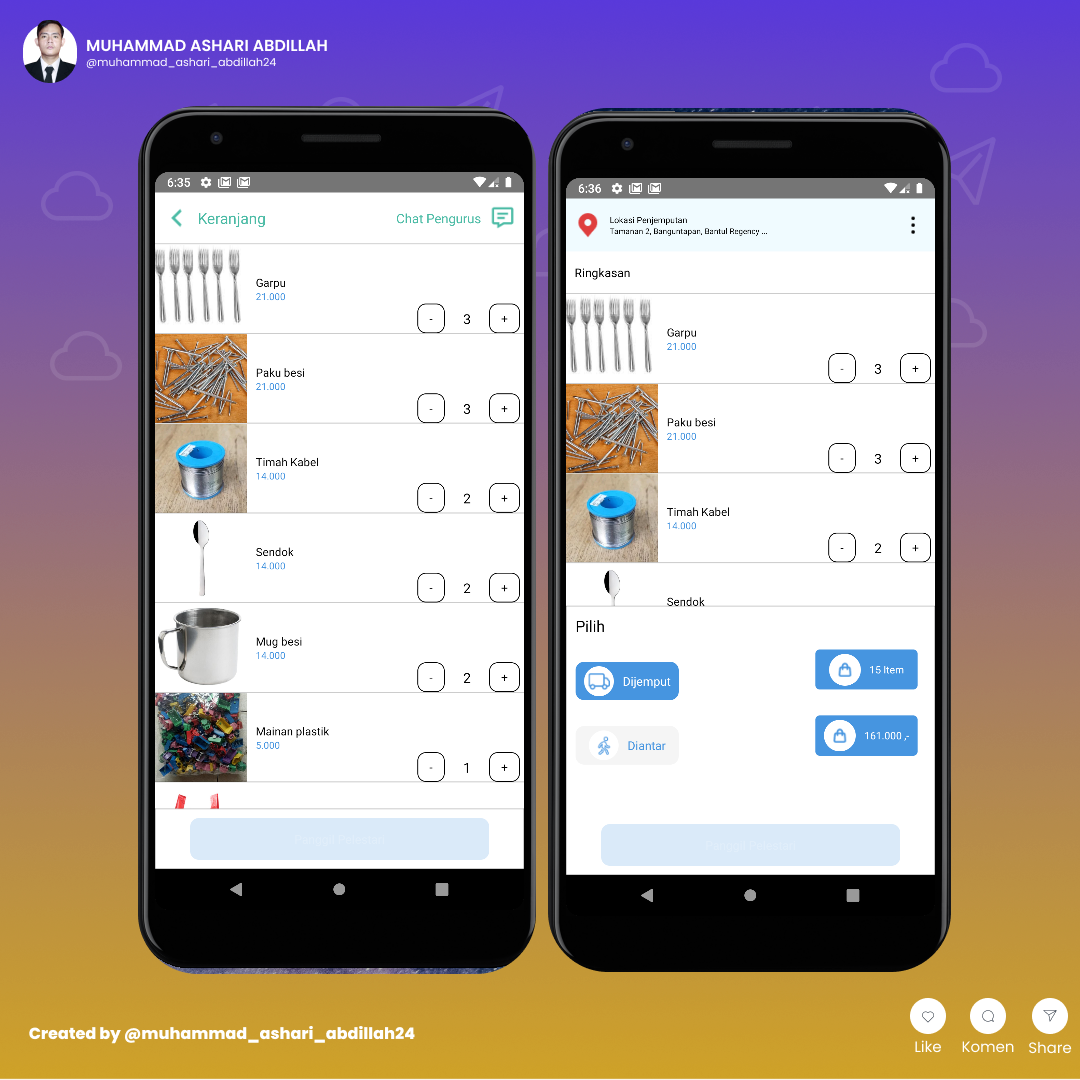 MUHAMMAD ASHARI ABDILLAH
@muhammad_ashari_abdillah24
6:35
Keranjang
Chat Pengurus
Garpu
21.000
- 3 +
Paku besi
21.000
- 3 +
Timah Kabel
14.000
- 2 +
Sendok
14.000
- 2 +
Mug besi
14.000
- 2 +
Mainan plastik
5.000
- 1 +
6:36
Lokasi Penjemputan
Tamanan 2, Banguntapan, Bantul Regency ...
Ringkasan
Garpu
21.000
- 3 +
Paku besi
21.000
- 3 +
Timah Kabel
14.000
- 2 +
Sendok
Pilih
Dijemput
15 Item
Diantar
161.000 ,-
Created by @muhammad_ashari_abdillah24
Like
Komen
Share